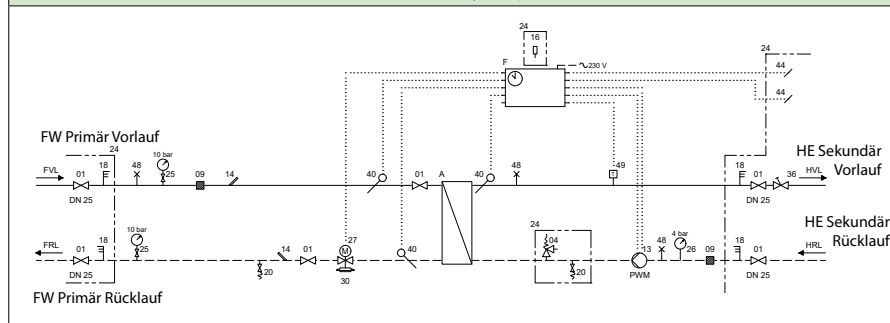 24
16
F
230 V
24
44
44
FW Primär Vorlauf
24
10 bar
HE Sekundär
Vorlauf
FVL
01
18
48
25
09
14
40
01
A
40
48
49
18
01
36
HVL
DN 25
DN 25
HE Sekundär
Rücklauf
FRL
01
18
10 bar
25
14
01
27
M
40
24
04
13
48
4 bar
26
09
18
01
HRL
DN 25
20
30
20
PWM
DN 25
FW Primär Rücklauf
T